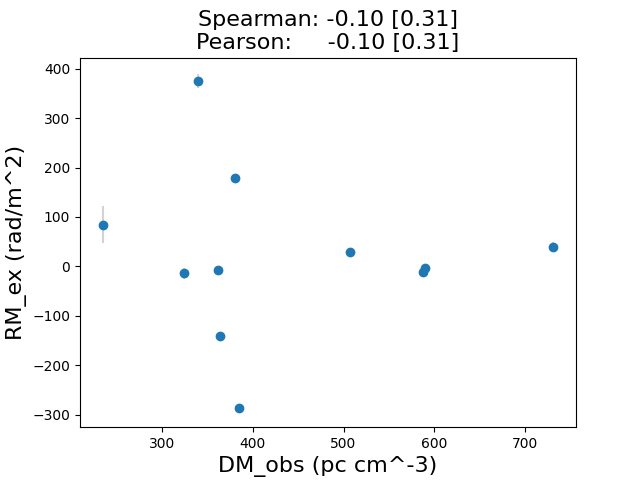 Spearman: -0.10 [0.31]
Pearson: -0.10 [0.31]
400
300
200
100
0
−100
−200
−300
RM_ex (rad/m^2)
300 400 500 600 700
DM_obs (pc cm^-3)